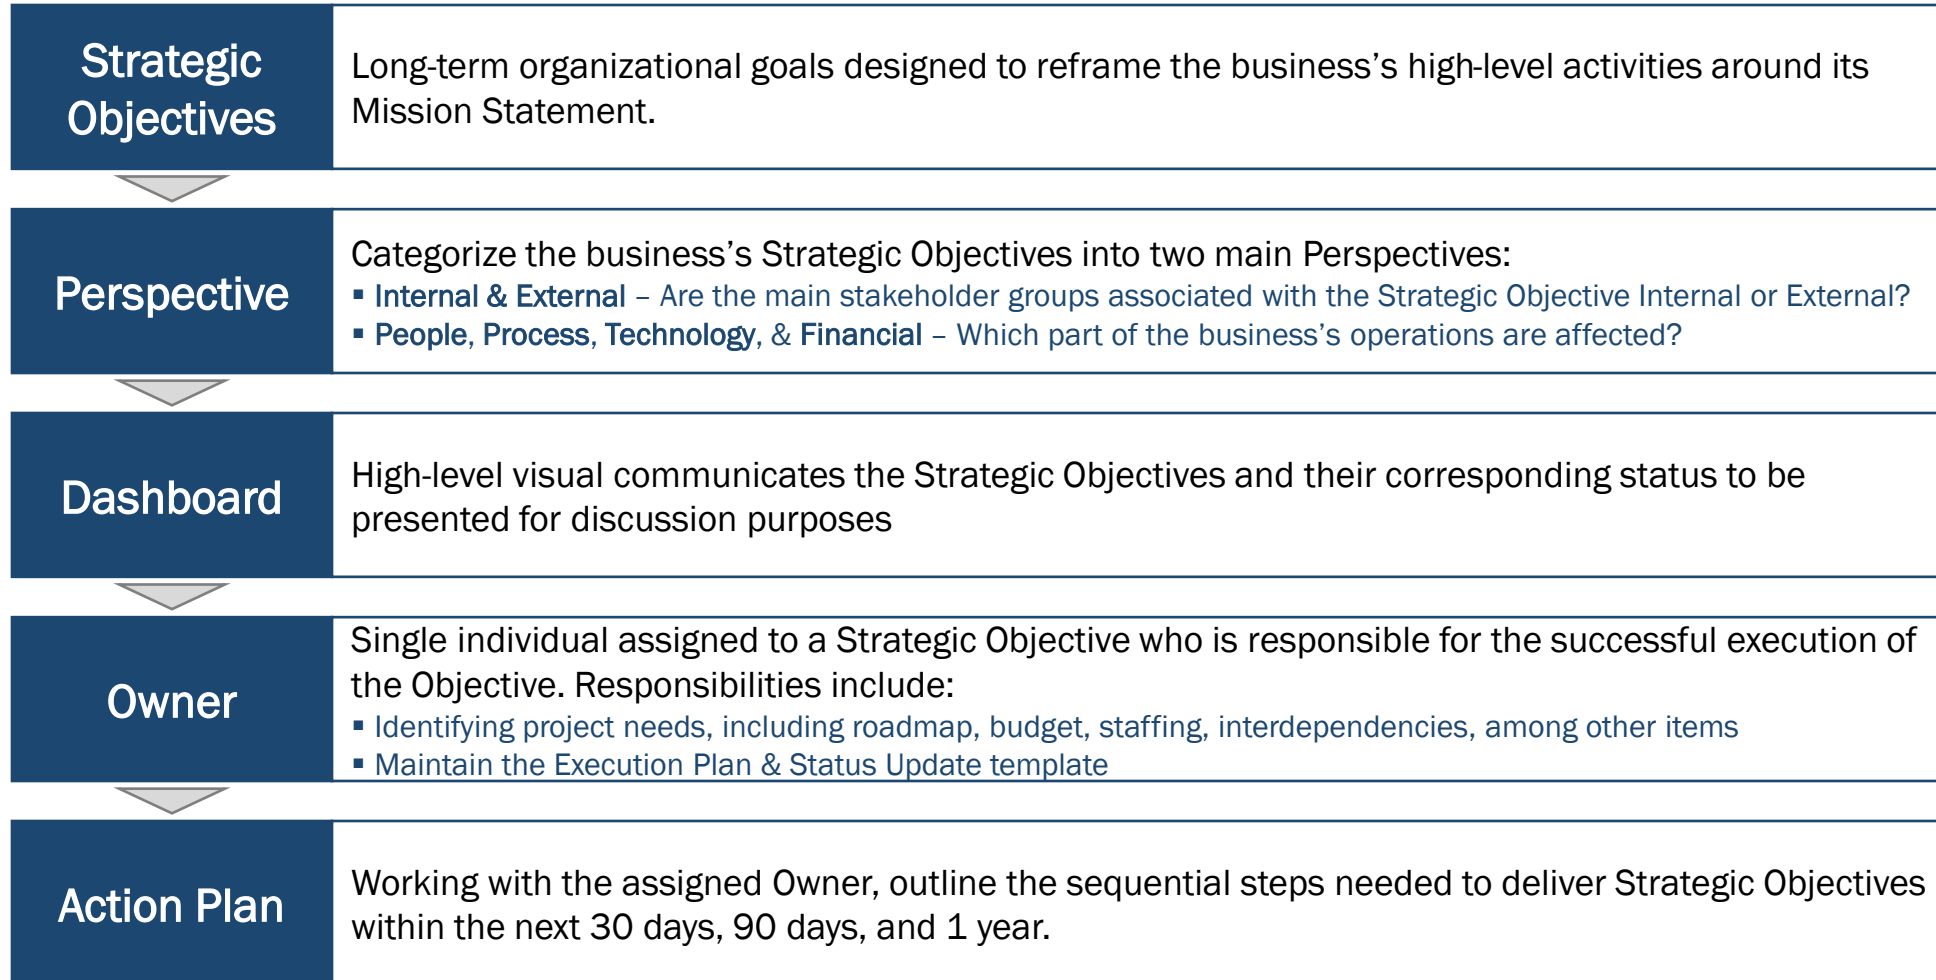 Strategic
Objectives
Long-term organizational goals designed to reframe the business’s high-level activities around its
Mission Statement.
Perspective
Categorize the business’s Strategic Objectives into two main Perspectives:
▪ Internal & External – Are the main stakeholder groups associated with the Strategic Objective Internal or External?
▪ People, Process, Technology, & Financial – Which part of the business’s operations are affected?
Dashboard
High-level visual communicates the Strategic Objectives and their corresponding status to be
presented for discussion purposes
Owner
Single individual assigned to a Strategic Objective who is responsible for the successful execution of
the Objective. Responsibilities include:
▪ Identifying project needs, including roadmap, budget, staffing, interdependencies, among other items
▪ Maintain the Execution Plan & Status Update template
Action Plan
Working with the assigned Owner, outline the sequential steps needed to deliver Strategic Objectives
within the next 30 days, 90 days, and 1 year.